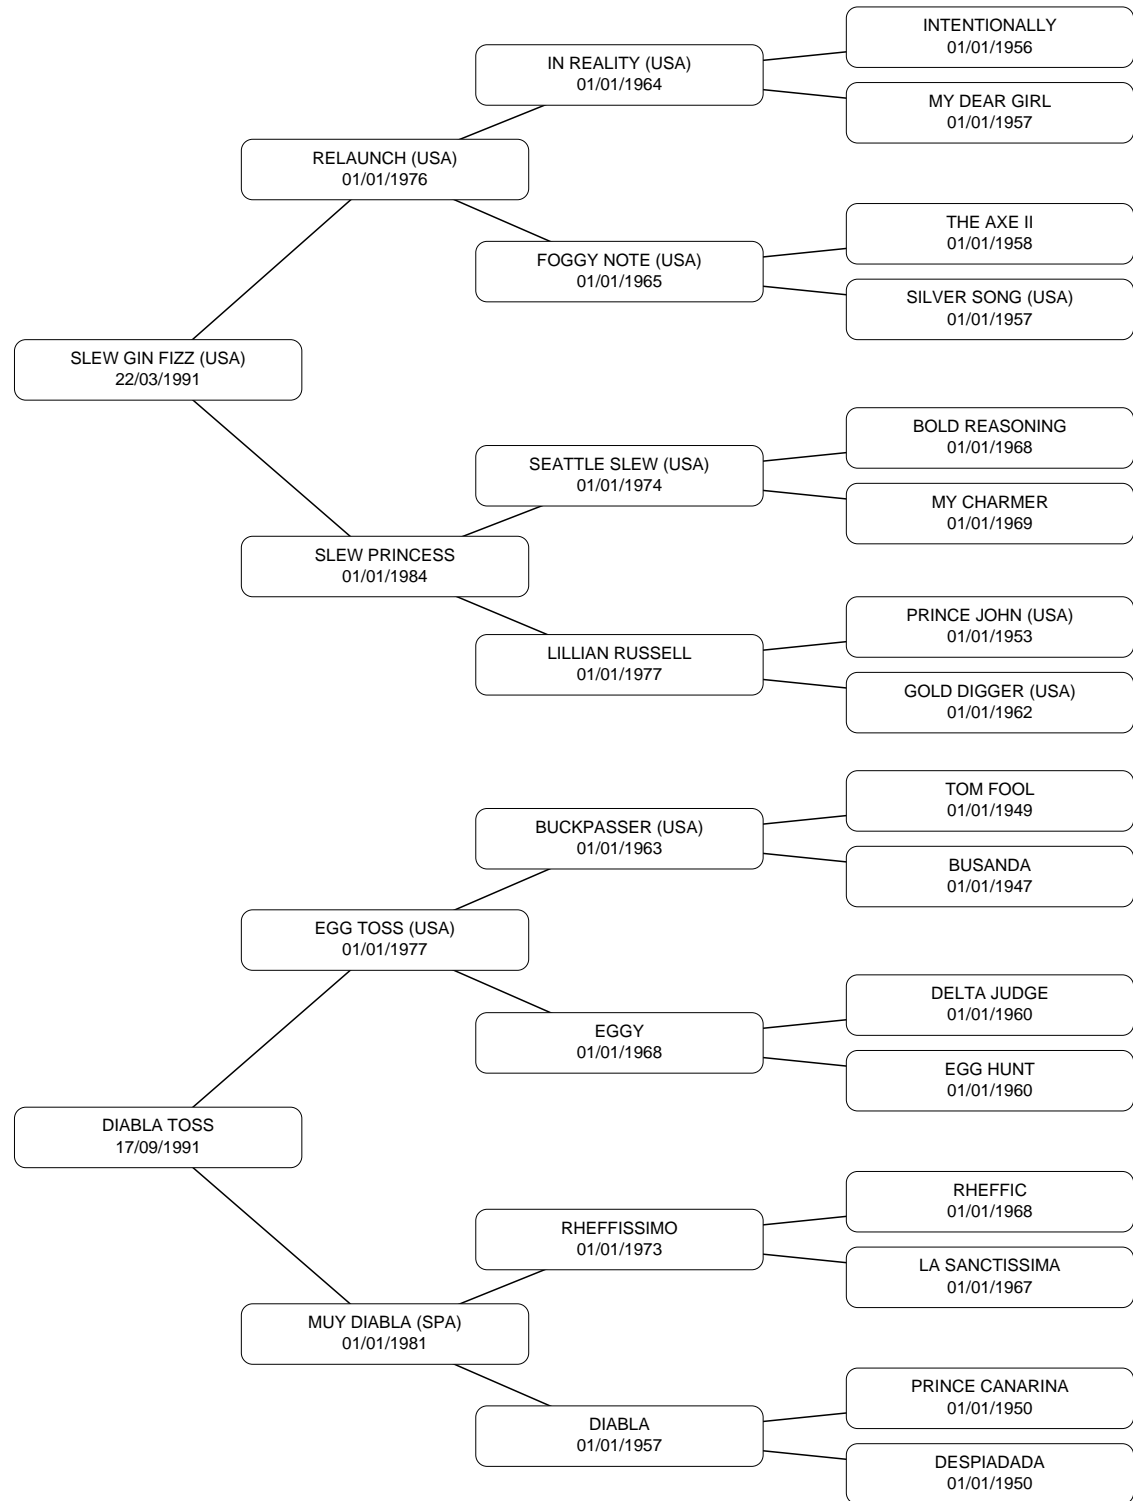 INTENTIONALLY
01/01/1956
IN REALITY (USA)
01/01/1964
MY DEAR GIRL
01/01/1957
RELAUNCH (USA)
01/01/1976
THE AXE II
01/01/1958
FOGGY NOTE (USA)
01/01/1965
SILVER SONG (USA)
01/01/1957
SLEW GIN FIZZ (USA)
22/03/1991
BOLD REASONING
01/01/1968
SEATTLE SLEW (USA)
01/01/1974
MY CHARMER
01/01/1969
SLEW PRINCESS
01/01/1984
PRINCE JOHN (USA)
01/01/1953
LILLIAN RUSSELL
01/01/1977
GOLD DIGGER (USA)
01/01/1962
TOM FOOL
01/01/1949
BUCKPASSER (USA)
01/01/1963
BUSANDA
01/01/1947
EGG TOSS (USA)
01/01/1977
DELTA JUDGE
01/01/1960
EGGY
01/01/1968
EGG HUNT
01/01/1960
DIABLA TOSS
17/09/1991
RHEFFIC
01/01/1968
RHEFFISSIMO
01/01/1973
LA SANCTISSIMA
01/01/1967
MUY DIABLA (SPA)
01/01/1981
PRINCE CANARINA
01/01/1950
DIABLA
01/01/1957
DESPIADADA
01/01/1950